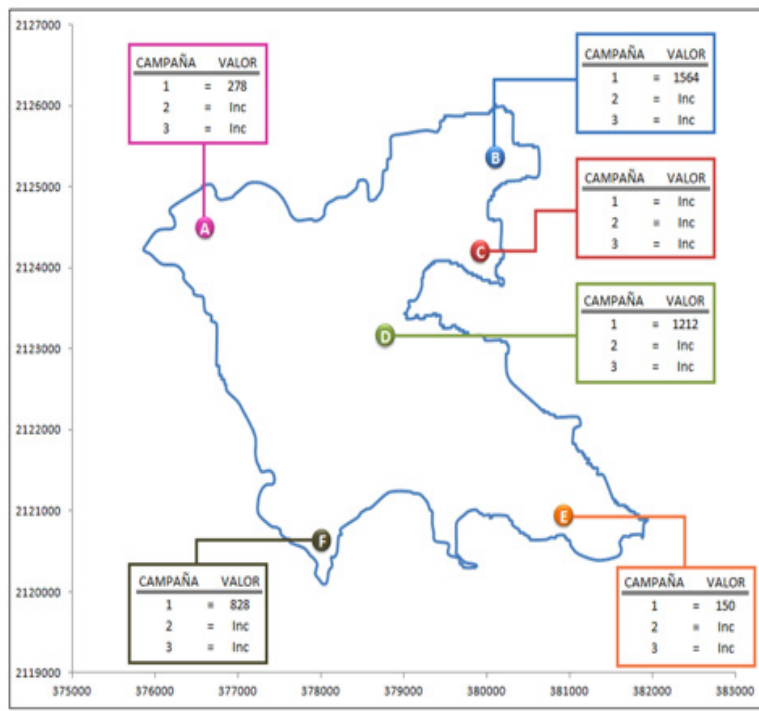 2127000
2126000
2125000
2124000
2123000
2122000
2121000
2120000
2119000
375000 376000 377000 378000 379000 380000 381000 382000 383000
CAMPAÑA VALOR
1 = 278
2 = Inc
3 = Inc
A
CAMPAÑA VALOR
1 = 1564
2 = Inc
3 = Inc
B
CAMPAÑA VALOR
1 = Inc
2 = Inc
3 = Inc
C
CAMPAÑA VALOR
1 = 1212
2 = Inc
3 = Inc
D
E
F
CAMPAÑA VALOR
1 = 828
2 = Inc
3 = Inc
CAMPAÑA VALOR
1 = 150
2 = Inc
3 = Inc